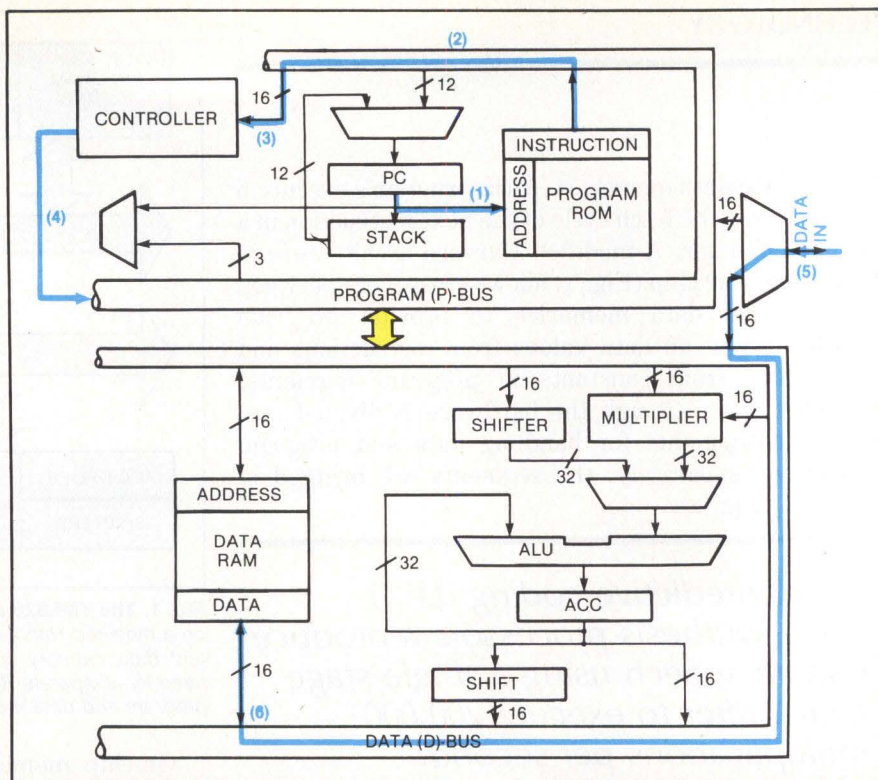 (2)
12
16
CONTROLLER
(3)
12
PC
INSTRUCTION
ADDRESS
PROGRAM
ROM
(1)
STACK
(4)
3
16
DATA
IN
(5)
16
PROGRAM (P)-BUS
16
16
16
16
SHIFTER
MULTIPLIER
32
32
ADDRESS
DATA
RAM
DATA
32
ALU
ACC
16
SHIFT
16
16
(6)
DATA (D)-BUS